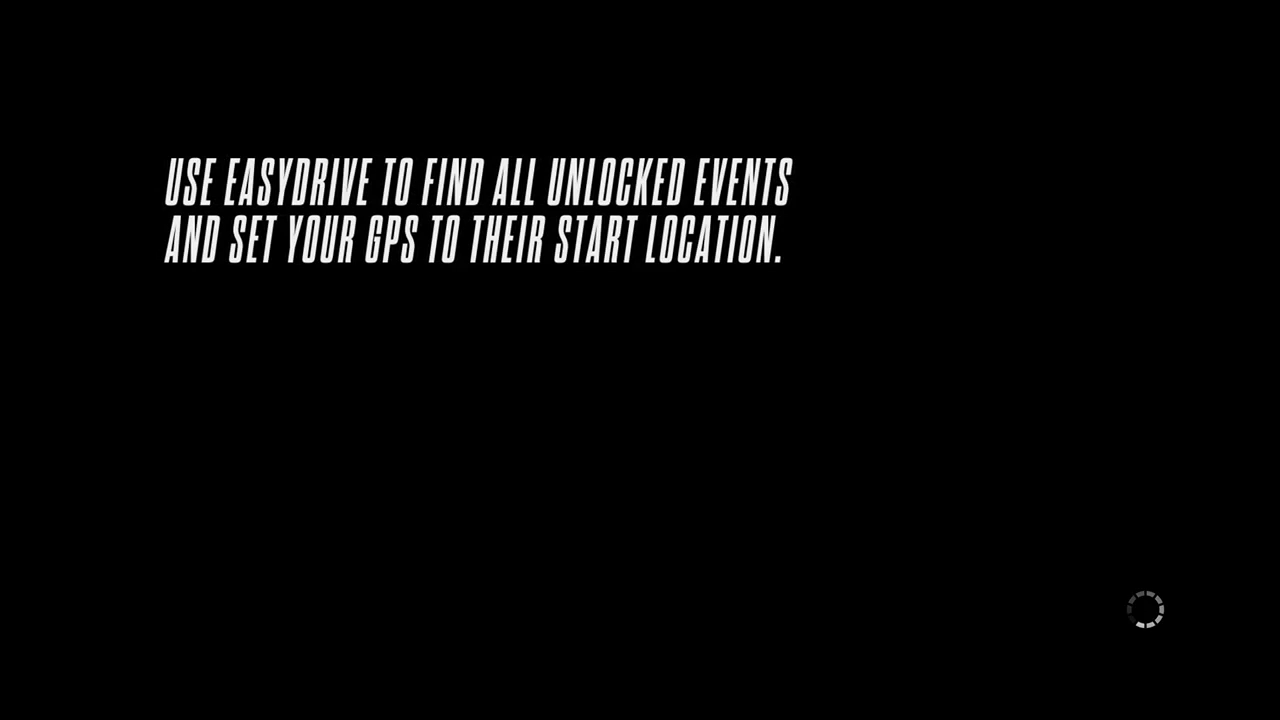 USE EASYDRIVE TO FIND ALL UNLOCKED EVENTS
AND SET YOUR GPS TO THEIR START LOCATION.